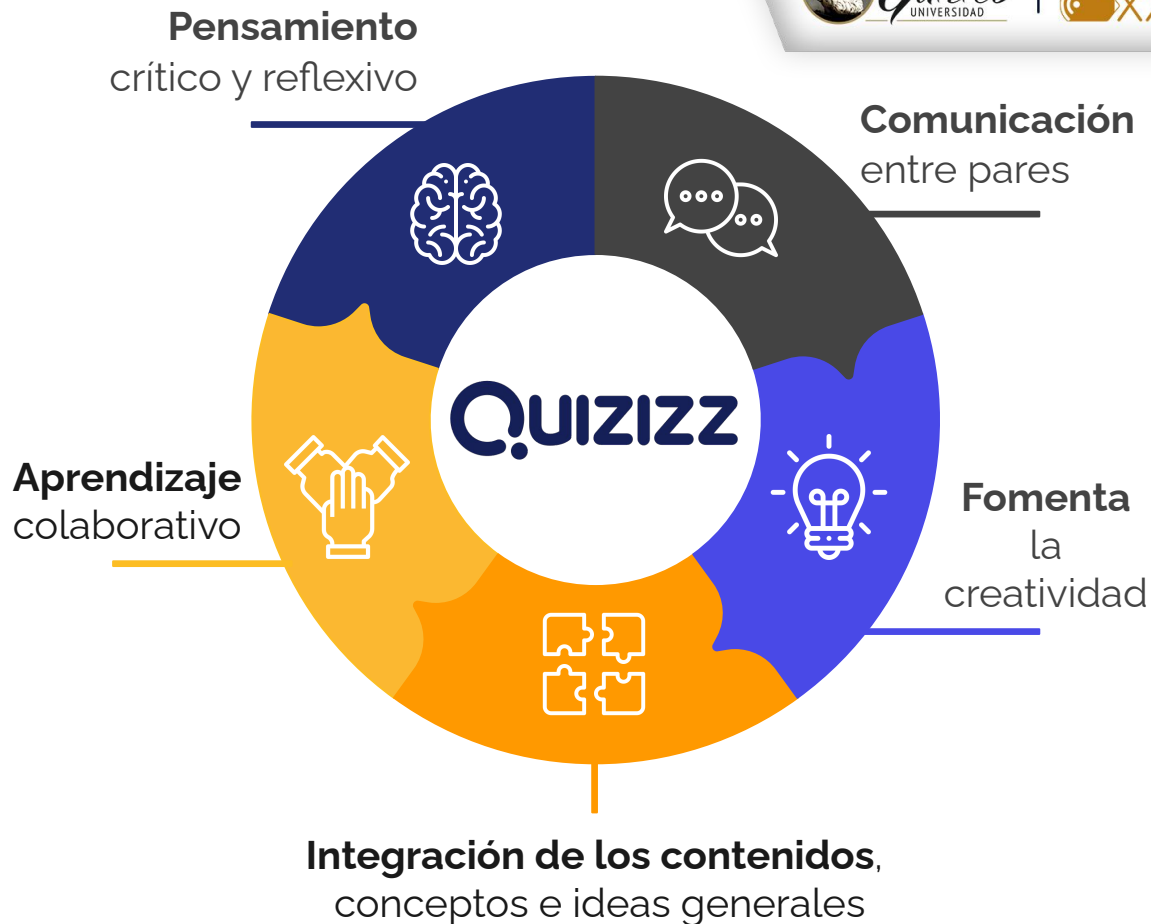 UNIVERSIDAD
Pensamiento
crítico y reflexivo
Comunicación
entre pares
QUIZIZZ
Aprendizaje
colaborativo
Fomenta
la
creatividad
Integración de los contenidos,
conceptos e ideas generales